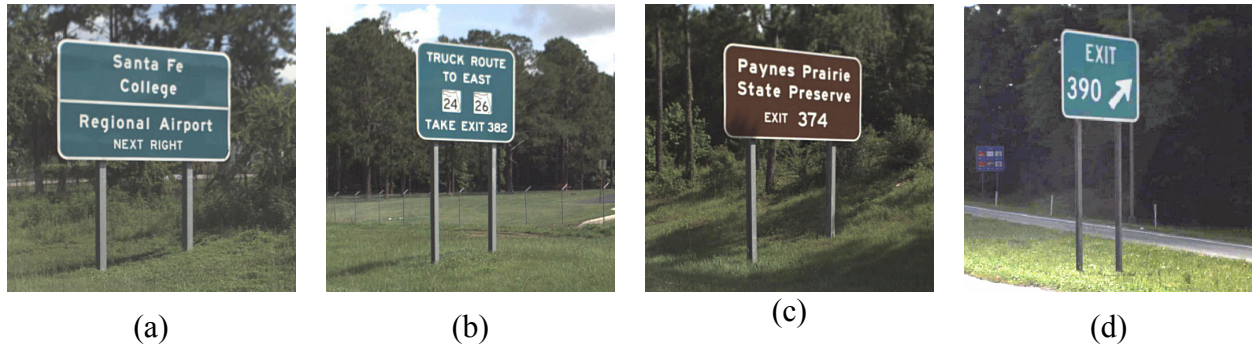 Santa Fe
College
Regional Airport
NEXT RIGHT
TRUCK ROUTE
TO EAST
24 26
TAKE EXIT 382
Paynes Prairie
State Preserve
EXIT 374
EXIT
390
(a)
(b)
(c)
(d)